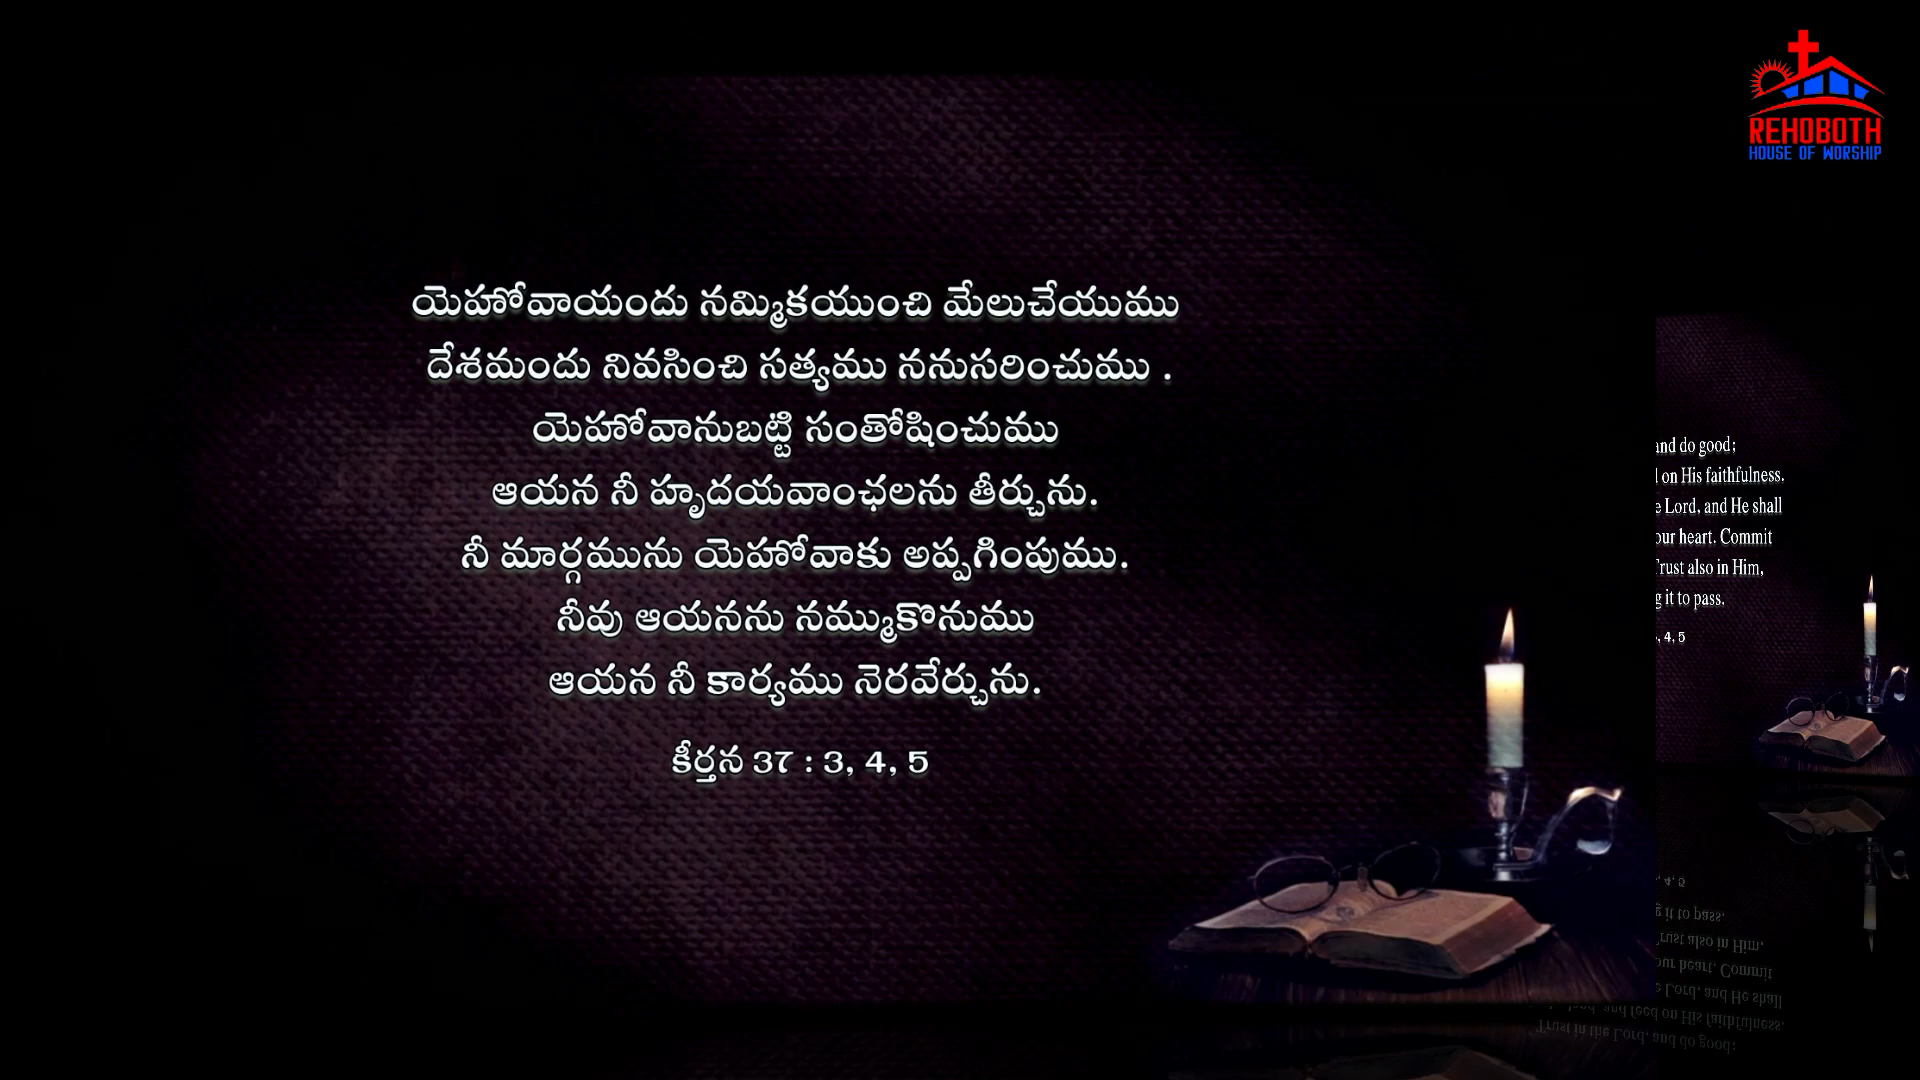 REHOBOTH
HOUSE OF WORSHIP
యెహోవాయందు నమ్మికయుంచి మేలుచేయుము
దేశమందు నివసించి సత్యము ననుసరించుము .
యెహోవానుబట్టి సంతోషించుము
ఆయన నీ హృదయవాంఛలను తీర్చును.
నీ మార్గమును యెహోవాకు అప్పగింపుము.
నీవు ఆయనను నమ్ముకొనుము
ఆయన నీ కార్యము నెరవేర్చును.
కీర్తన 37 : 3, 4, 5
and do good;
on His faithfulness.
Lord, and He shall
our heart. Commit
Trust also in Him,
it to pass.
, 4, 5